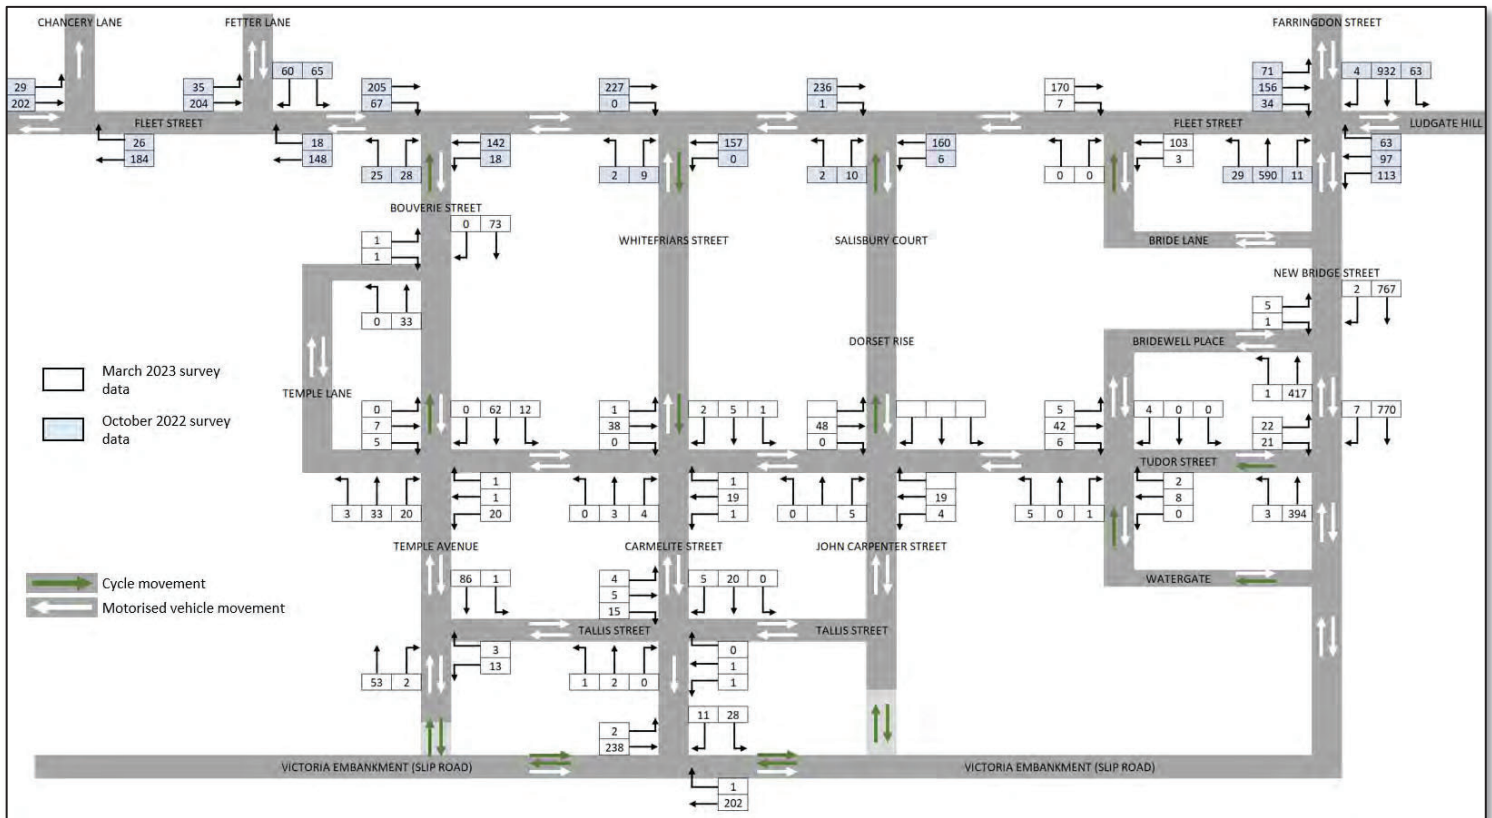 CHANCERY LANE
FETTER LANE
FARRINGDON STREET
60 65
4 932 63
29
202
35
204
205
67
227
0
236
1
170
7
71
156
34
FLEET STREET
FLEET STREET
LUDGATE HILL
26
184
18
148
142
18
157
0
160
6
103
3
63
97
113
25 28
2 9
2 10
0 0
29 590 11
BOUVERIE STREET
0 73
1
1
WHITEFRIARS STREET
SALISBURY COURT
BRIDE LANE
NEW BRIDGE STREET
2 767
5
1
0 33
DORSET RISE
BRIDEWELL PLACE
March 2023 survey
data
October 2022 survey
data
TEMPLE LANE
1 417
0
7
5
0 62 12
1
38
0
2 5 1
48
0
5
42
6
4 0 0
22
21
7 770
TUDOR STREET
1
1
20
1
19
1
19
4
2
8
0
3 33 20
0 3 4
0 5
5 0 1
3 394
TEMPLE AVENUE
CARMELITE STREET
JOHN CARPENTER STREET
Cycle movement
Motorised vehicle movement
86 1
4
5
15
5 20 0
WATERGATE
TALLIS STREET
TALLIS STREET
3
13
0
1
1
53 2
1 2 0
2
238
11 28
VICTORIA EMBANKMENT (SLIP ROAD)
VICTORIA EMBANKMENT (SLIP ROAD)
1
202